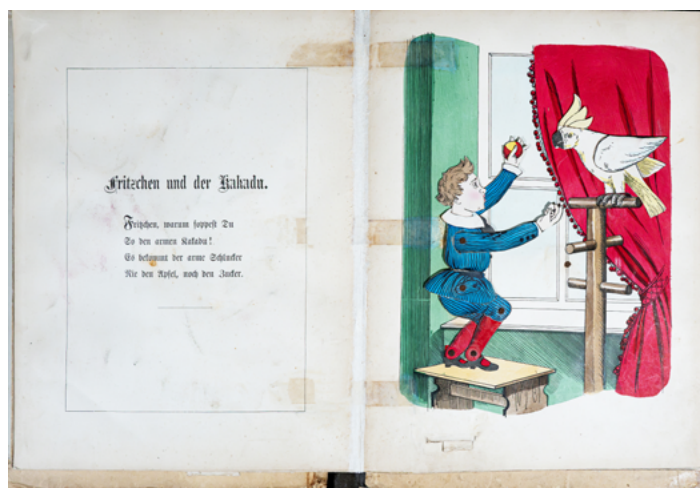 Fritzchen und der Kakadu.
Fritzchen, warum foppest Du
So den armen Kakadu!
Es bekommt der arme Schlucker
Nie den Apfel, noch den Zucker.